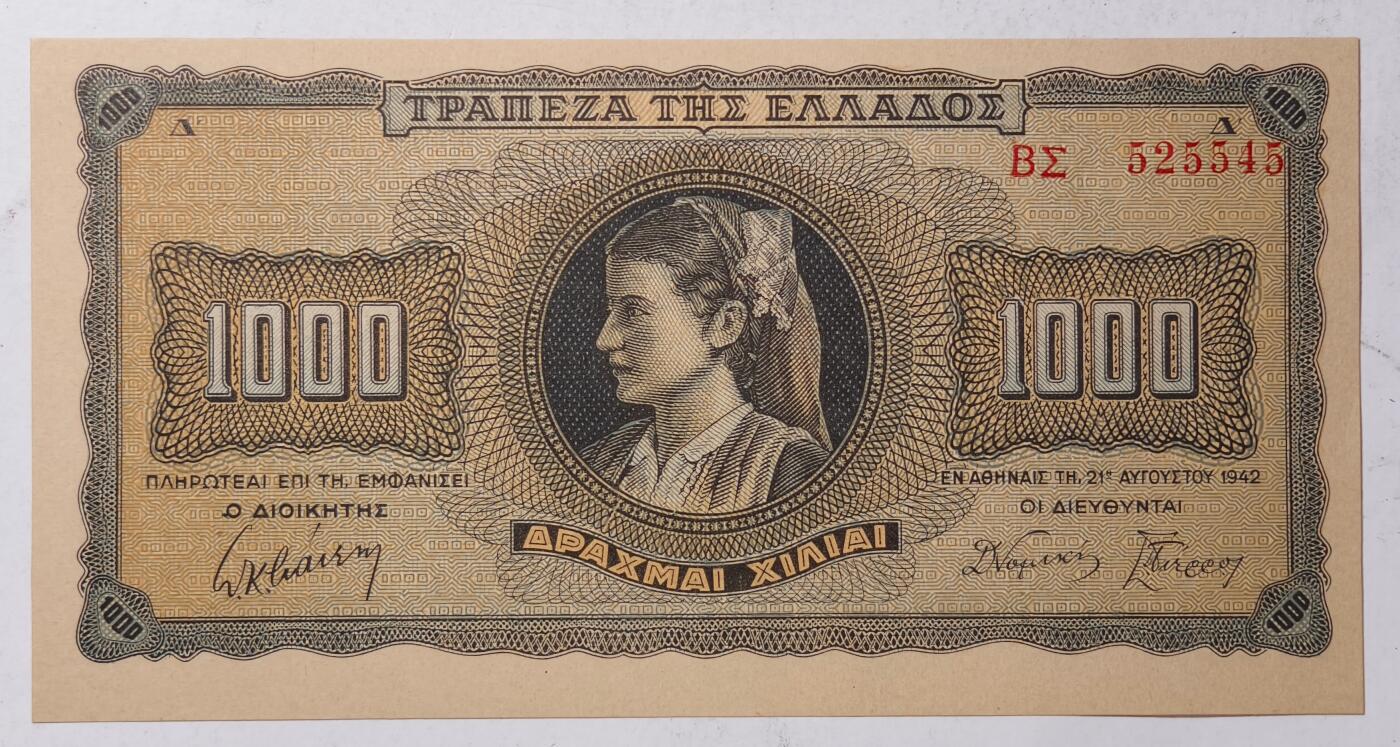 1000
1000
ΤΡΑΠΕΖΑ ΤΗΣ ΕΛΛΑΔΟΣ
Δ'
Δ'
ΒΣ 525545
1000
1000
ΠΛΗΡΩΤΕΑΙ ΕΠΙ ΤΗ, ΕΜΦΑΝΙΣΕΙ
Ο ΔΙΟΙΚΗΤΗΣ
ΕΝ ΑΘΗΝΑΙΣ ΤΗ, 21ῃ ΑΥΓΟΥΣΤΟΥ 1942
ΟΙ ΔΙΕΥΘΥΝΤΑΙ
ΔΡΑΧΜΑΙ ΧΙΛΙΑΙ
1000
1000